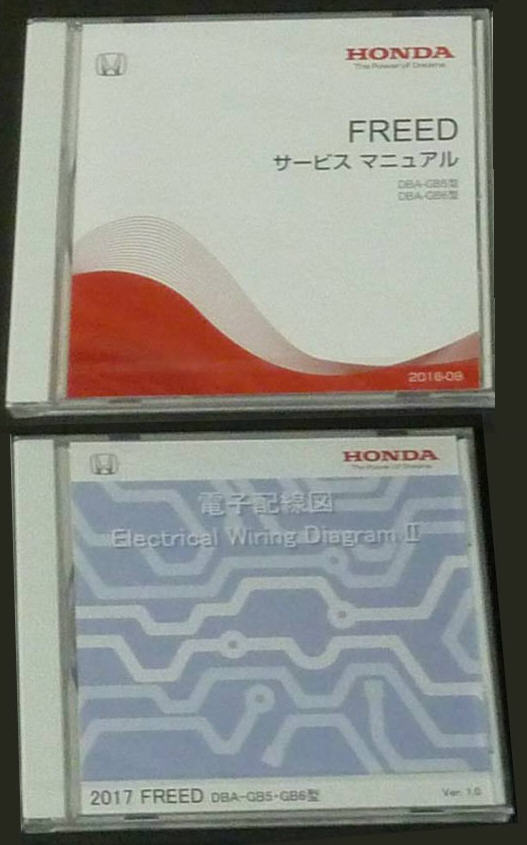 HONDA
The Power of Dreams
FREED
サービス マニュアル
DBA-GB5型
DBA-GB6型
2016-09
HONDA
The Power of Dreams
電子配線図
Electrical Wiring Diagram II
2017 FREED DBA-GB5・GB6型
Ver. 1.0